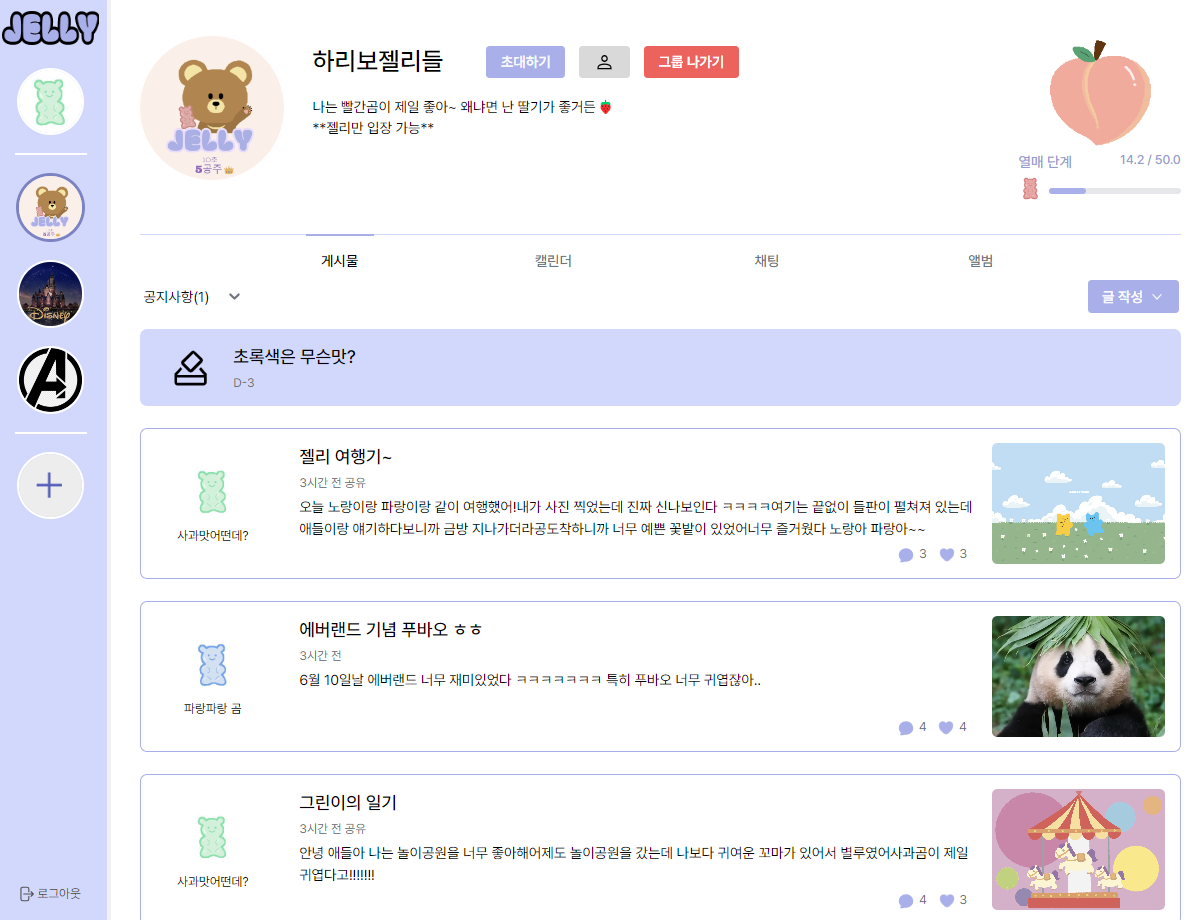 JELLY
하리보젤리들
초대하기
그룹 나가기
나는 빨간곰이 제일 좋아~ 왜냐면 난 딸기가 좋거든 🍓
**젤리만 입장 가능**
JELLY
10조
5공주
열매 단계
14.2 / 50.0
JELLY
5공주
Disney
게시물
캘린더
채팅
앨범
공지사항(1)
글 작성
초록색은 무슨맛?
D-3
젤리 여행기~
3시간 전 공유
오늘 노랑이랑 파랑이랑 같이 여행했어!내가 사진 찍었는데 진짜 신나보인다 ㅋㅋㅋㅋ여기는 끝없이 들판이 펼쳐져 있는데
애들이랑 얘기하다보니까 금방 지나가더라공도착하니까 너무 예쁜 꽃밭이 있었어너무 즐거웠다 노랑아 파랑아~~
사과맛어떤데?
3
3
에버랜드 기념 푸바오 ㅎㅎ
3시간 전
6월 10일날 에버랜드 너무 재미있었다 ㅋㅋㅋㅋㅋㅋㅋ 특히 푸바오 너무 귀엽잖아..
파랑파랑 곰
4
4
그린이의 일기
3시간 전 공유
안녕 애들아 나는 놀이공원을 너무 좋아해어제도 놀이공원을 갔는데 나보다 귀여운 꼬마가 있어서 별루였어사과곰이 제일
귀엽다고!!!!!!!
사과맛어떤데?
4
3
로그아웃